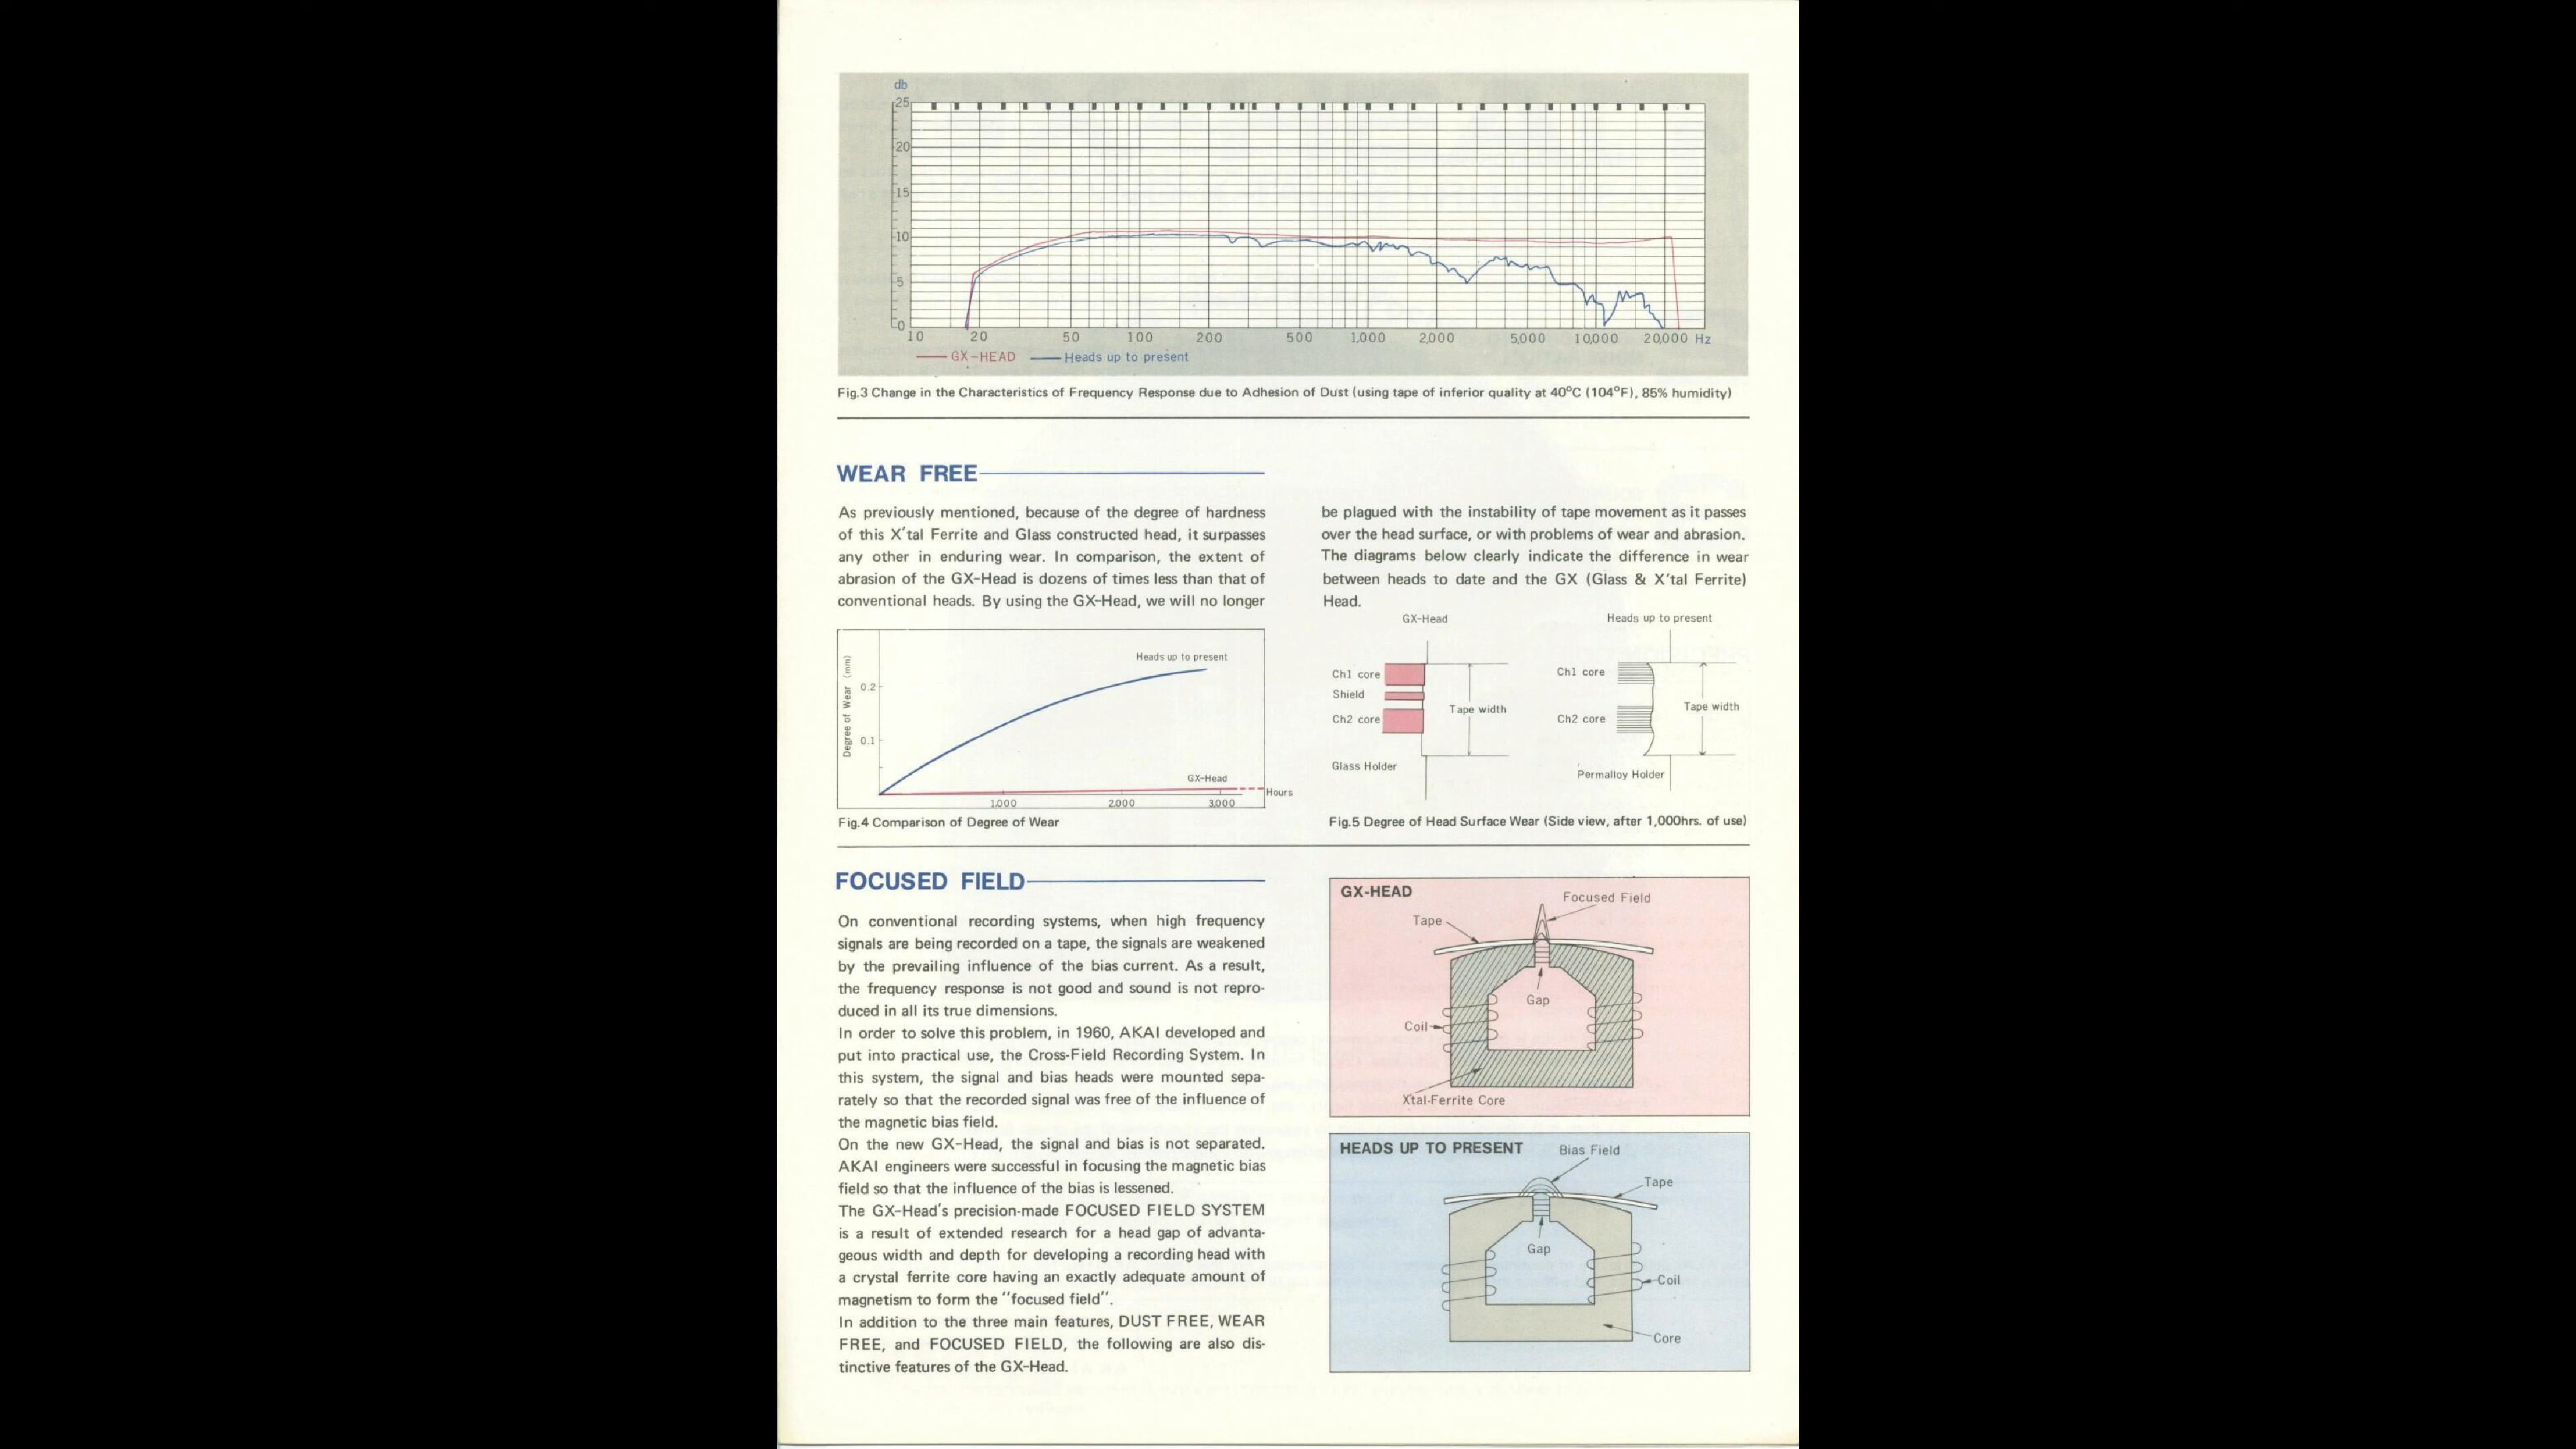 db
25
20
15
10
5
0
10 20 50 100 200 500 1,000 2,000 5,000 10,000 20,000 Hz
GX-HEAD Heads up to present
Fig.3 Change in the Characteristics of Frequency Response due to Adhesion of Dust (using tape of inferior quality at 40°C (104°F), 85% humidity)
WEAR FREE
As previously mentioned, because of the degree of hardness
of this X'tal Ferrite and Glass constructed head, it surpasses
any other in enduring wear. In comparison, the extent of
abrasion of the GX-Head is dozens of times less than that of
conventional heads. By using the GX-Head, we will no longer
be plagued with the instability of tape movement as it passes
over the head surface, or with problems of wear and abrasion.
The diagrams below clearly indicate the difference in wear
between heads to date and the GX (Glass & X'tal Ferrite)
Head.
Degree of Wear (mm)
0.2
0.1
Heads up to present
GX-Head
1,000 2,000 3,000 Hours
Fig.4 Comparison of Degree of Wear
GX-Head
Ch1 core
Shield
Ch2 core
Tape width
Glass Holder
Heads up to present
Ch1 core
Ch2 core
Tape width
Permalloy Holder
Fig.5 Degree of Head Surface Wear (Side view, after 1,000hrs. of use)
FOCUSED FIELD
On conventional recording systems, when high frequency
signals are being recorded on a tape, the signals are weakened
by the prevailing influence of the bias current. As a result,
the frequency response is not good and sound is not repro-
duced in all its true dimensions.
In order to solve this problem, in 1960, AKAI developed and
put into practical use, the Cross-Field Recording System. In
this system, the signal and bias heads were mounted sepa-
rately so that the recorded signal was free of the influence of
the magnetic bias field.
On the new GX-Head, the signal and bias is not separated.
AKAI engineers were successful in focusing the magnetic bias
field so that the influence of the bias is lessened.
The GX-Head's precision-made FOCUSED FIELD SYSTEM
is a result of extended research for a head gap of advanta-
geous width and depth for developing a recording head with
a crystal ferrite core having an exactly adequate amount of
magnetism to form the "focused field".
In addition to the three main features, DUST FREE, WEAR
FREE, and FOCUSED FIELD, the following are also dis-
tinctive features of the GX-Head.
GX-HEAD
Focused Field
Tape
Gap
Coil
X'tal-Ferrite Core
HEADS UP TO PRESENT
Bias Field
Tape
Gap
Coil
Core